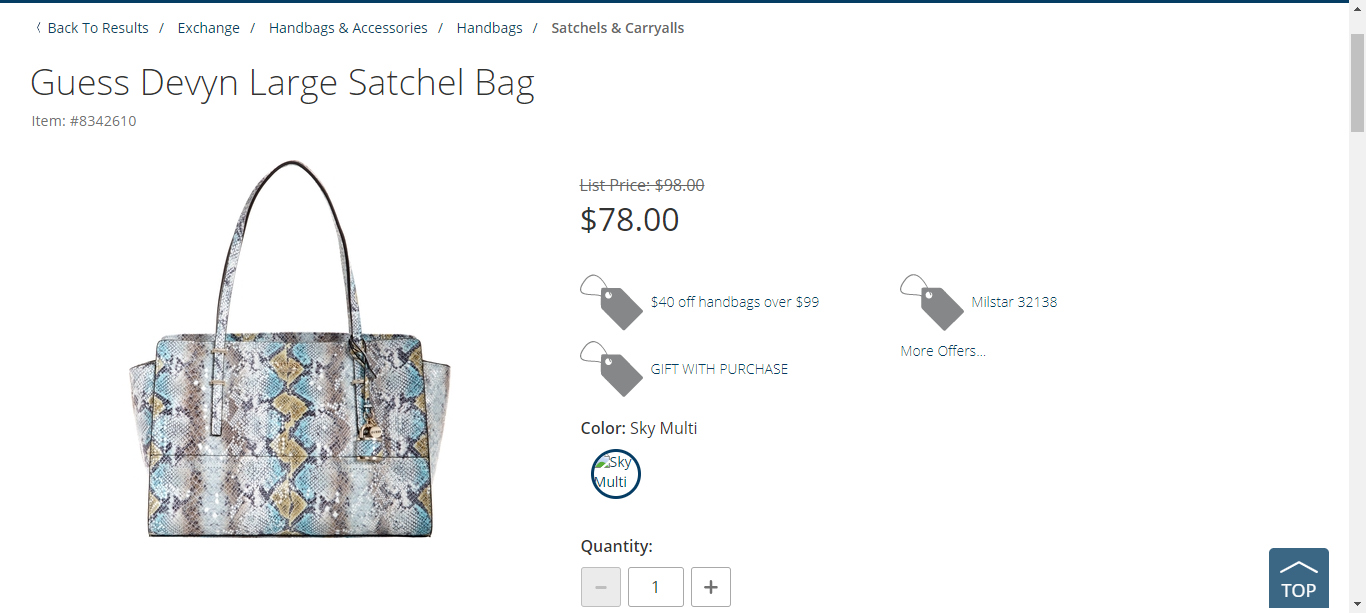 〈 Back To Results / Exchange / Handbags & Accessories / Handbags / Satchels & Carryalls
Guess Devyn Large Satchel Bag
Item: #8342610
List Price: $98.00
$78.00
$40 off handbags over $99
Milstar 32138
GIFT WITH PURCHASE
More Offers...
Color: Sky Multi
Sky
Multi
Quantity:
− 1 +
TOP